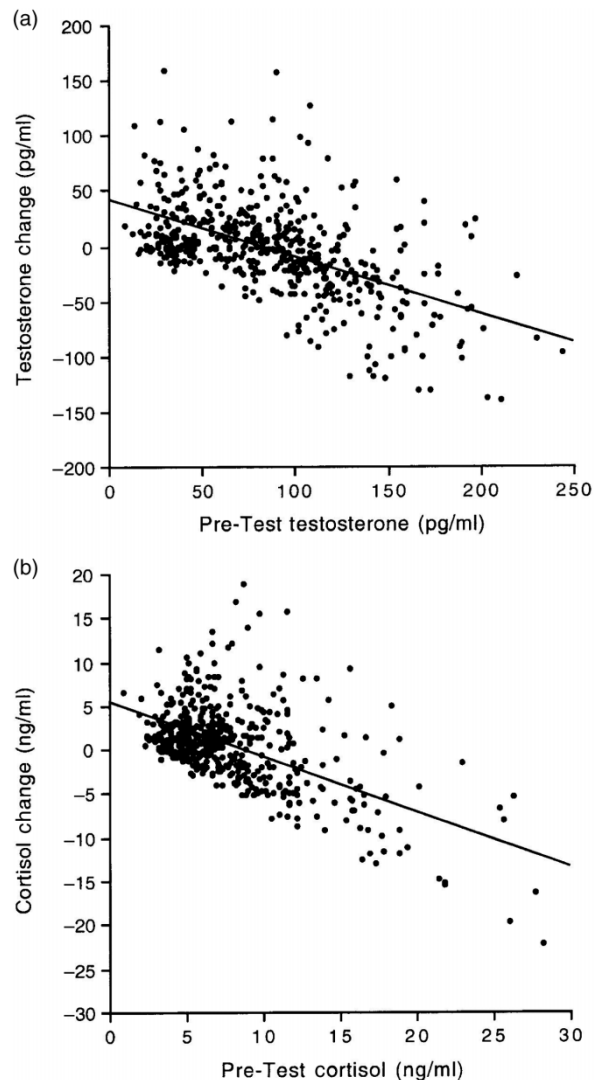 (a)
200
150
100
50
0
−50
−100
−150
−200
Testosterone change (pg/ml)
0 50 100 150 200 250
Pre-Test testosterone (pg/ml)
(b)
20
15
10
5
0
−5
−10
−15
−20
−25
−30
Cortisol change (ng/ml)
0 5 10 15 20 25 30
Pre-Test cortisol (ng/ml)